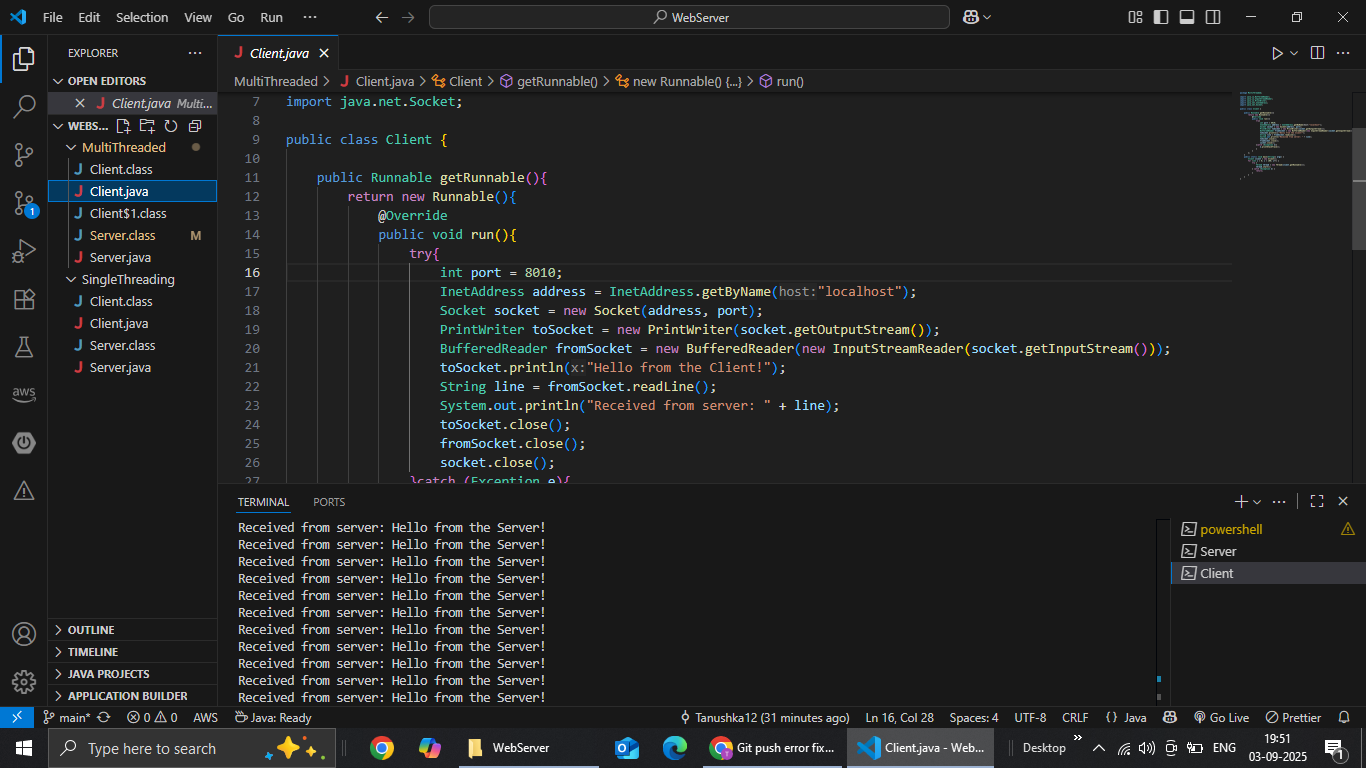 File Edit Selection View Go Run ··· WebServer
EXPLORER ···
OPEN EDITORS
Client.java Multi...
WEBS...
MultiThreaded
Client.class
Client.java
Client$1.class
Server.class M
Server.java
SingleThreading
Client.class
Client.java
Server.class
Server.java
OUTLINE
TIMELINE
JAVA PROJECTS
APPLICATION BUILDER
1
aws
Client.java
MultiThreaded > Client.java > Client > getRunnable() > new Runnable() {...} > run()
7 import java.net.Socket;
8
9 public class Client {
10
11 public Runnable getRunnable(){
12 return new Runnable(){
13 @Override
14 public void run(){
15 try{
16 int port = 8010;
17 InetAddress address = InetAddress.getByName(host:"localhost");
18 Socket socket = new Socket(address, port);
19 PrintWriter toSocket = new PrintWriter(socket.getOutputStream());
20 BufferedReader fromSocket = new BufferedReader(new InputStreamReader(socket.getInputStream()));
21 toSocket.println(x:"Hello from the Client!");
22 String line = fromSocket.readLine();
23 System.out.println("Received from server: " + line);
24 toSocket.close();
25 fromSocket.close();
26 socket.close();
27 }catch (Exception e){
TERMINAL PORTS
Received from server: Hello from the Server!
Received from server: Hello from the Server!
Received from server: Hello from the Server!
Received from server: Hello from the Server!
Received from server: Hello from the Server!
Received from server: Hello from the Server!
Received from server: Hello from the Server!
Received from server: Hello from the Server!
Received from server: Hello from the Server!
Received from server: Hello from the Server!
Received from server: Hello from the Server!
powershell
Server
Client
main* 0 0 AWS Java: Ready Tanushka12 (31 minutes ago) Ln 16, Col 28 Spaces: 4 UTF-8 CRLF {} Java Go Live Prettier
Type here to search WebServer Git push error fix... Client.java - Web... Desktop ENG 19:51
03-09-2025 1